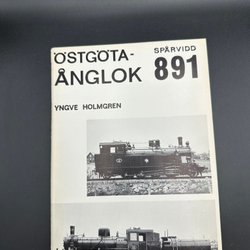 ÖSTGÖTA-
ÅNGLOK
SPÅRVIDD
891
YNGVE HOLMGREN